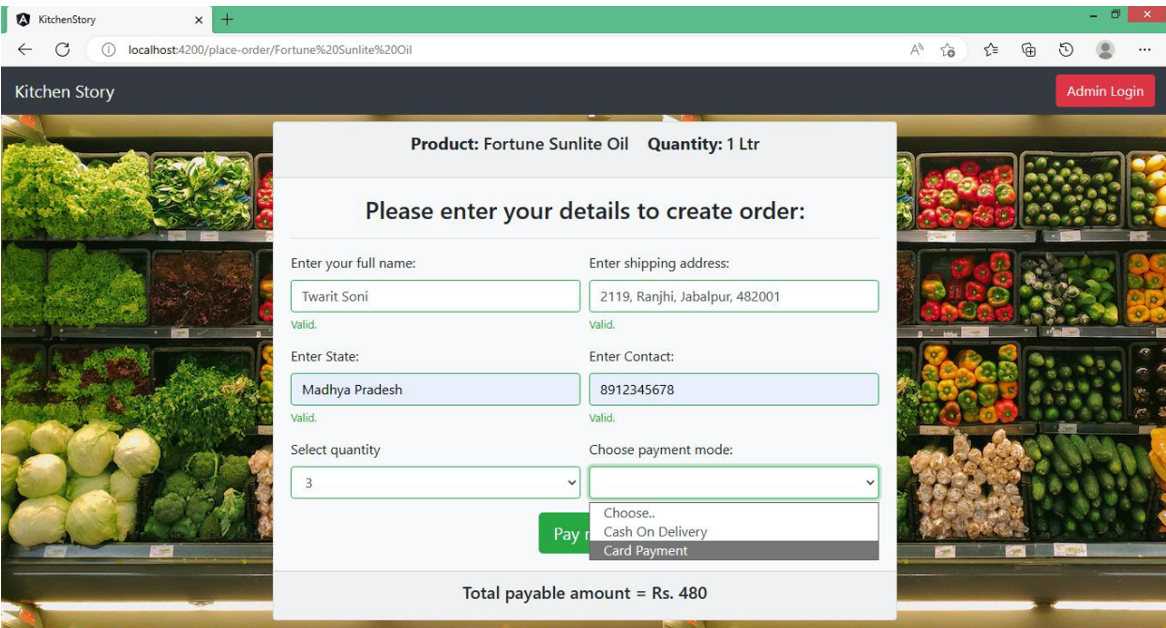 KitchenStory
localhost:4200/place-order/Fortune%20Sunlite%20Oil
Kitchen Story
Admin Login
Product: Fortune Sunlite Oil Quantity: 1 Ltr
Please enter your details to create order:
Enter your full name: Enter shipping address:
Twarit Soni 2119, Ranjhi, Jabalpur, 482001
Valid. Valid.
Enter State: Enter Contact:
Madhya Pradesh 8912345678
Valid. Valid.
Select quantity Choose payment mode:
3
Choose..
Pay Cash On Delivery
Card Payment
Total payable amount = Rs. 480